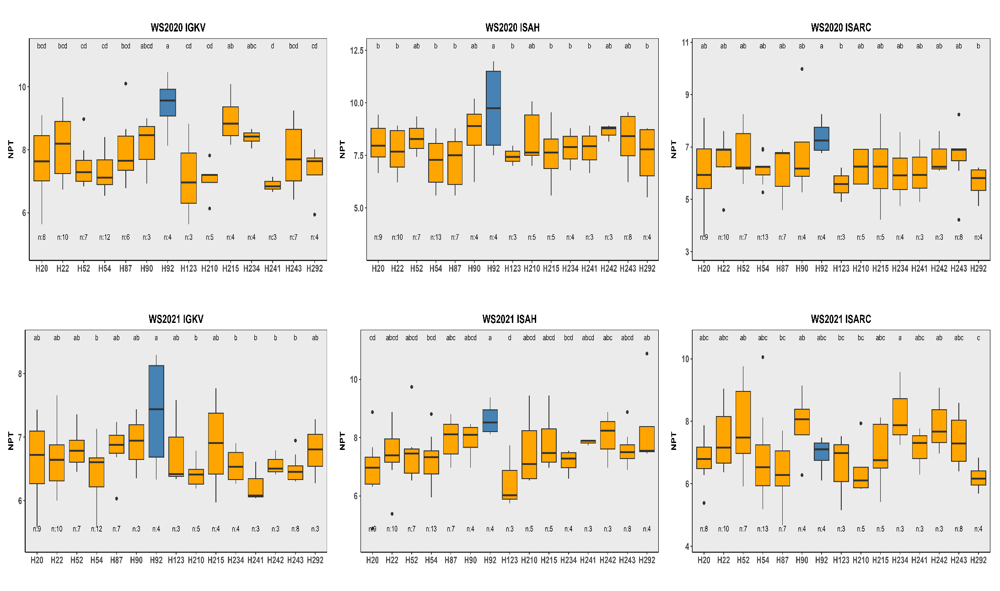 WS2020 IGKV
bcd bcd cd cd bcd abcd a cd cd ab abc d bcd cd
10
8
6
NPT
n:8 n:10 n:7 n:12 n:6 n:3 n:4 n:3 n:5 n:4 n:4 n:3 n:7 n:4
H20 H22 H52 H54 H87 H90 H92 H123 H210 H215 H234 H241 H243 H292
WS2020 ISAH
b b ab b b ab a b ab b b b ab ab b
12.5
10.0
7.5
5.0
NPT
n:9 n:10 n:7 n:13 n:7 n:4 n:4 n:3 n:5 n:5 n:4 n:3 n:3 n:8 n:4
H20 H22 H52 H54 H87 H90 H92 H123 H210 H215 H234 H241 H242 H243 H292
WS2020 ISARC
ab ab ab ab ab ab a b ab ab ab ab ab ab b
11
9
7
5
3
NPT
n:9 n:10 n:7 n:13 n:7 n:4 n:4 n:3 n:5 n:5 n:4 n:3 n:3 n:8 n:4
H20 H22 H52 H54 H87 H90 H92 H123 H210 H215 H234 H241 H242 H243 H292
WS2021 IGKV
ab ab ab b ab ab a ab b ab b b b b ab
8
7
6
NPT
n:9 n:10 n:7 n:12 n:7 n:3 n:4 n:3 n:5 n:4 n:4 n:3 n:3 n:8 n:3
H20 H22 H52 H54 H87 H90 H92 H123 H210 H215 H234 H241 H242 H243 H292
WS2021 ISAH
cd abcd abcd bcd abc abcd a d abcd abcd bcd abcd abc abcd ab
10
8
6
NPT
n:9 n:10 n:7 n:13 n:7 n:4 n:4 n:3 n:5 n:5 n:4 n:3 n:3 n:8 n:4
H20 H22 H52 H54 H87 H90 H92 H123 H210 H215 H234 H241 H242 H243 H292
WS2021 ISARC
abc abc ab abc bc ab abc bc bc abc a abc ab abc c
10
8
6
4
NPT
n:8 n:10 n:7 n:13 n:7 n:4 n:4 n:3 n:5 n:5 n:3 n:3 n:3 n:8 n:4
H20 H22 H52 H54 H87 H90 H92 H123 H210 H215 H234 H241 H242 H243 H292